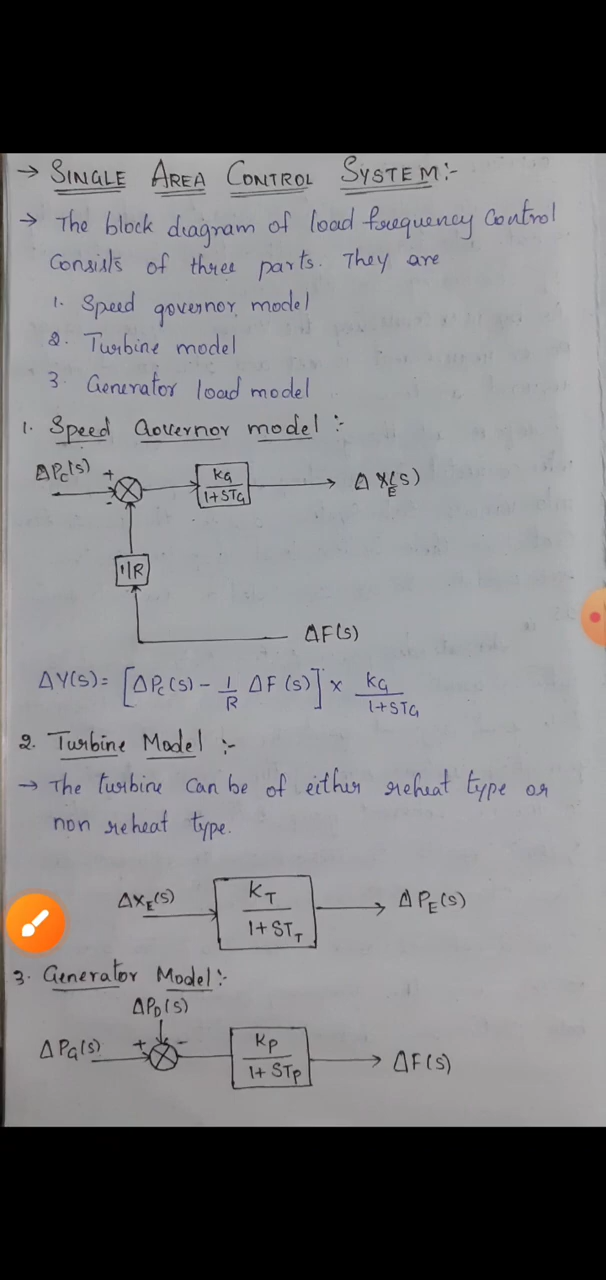 → SINGLE AREA CONTROL SYSTEM:-
→ The block diagram of load frequency control
consists of three parts. They are
1. Speed governor model
2. Turbine model
3. Generator load model
1. Speed Governor model :-
ΔPc(s) + KG ΔXE(s)
- 1+STG
1/R
ΔF(s)
ΔY(s)= [ΔPc(s) - 1/R ΔF(s)] × KG/1+STG
2. Turbine Model :-
→ The turbine can be of either reheat type or
non reheat type.
ΔXE(s) KT ΔPE(s)
1+STT
3. Generator Model:-
ΔPD(s)
ΔPG(s) + - KP ΔF(s)
1+ STP